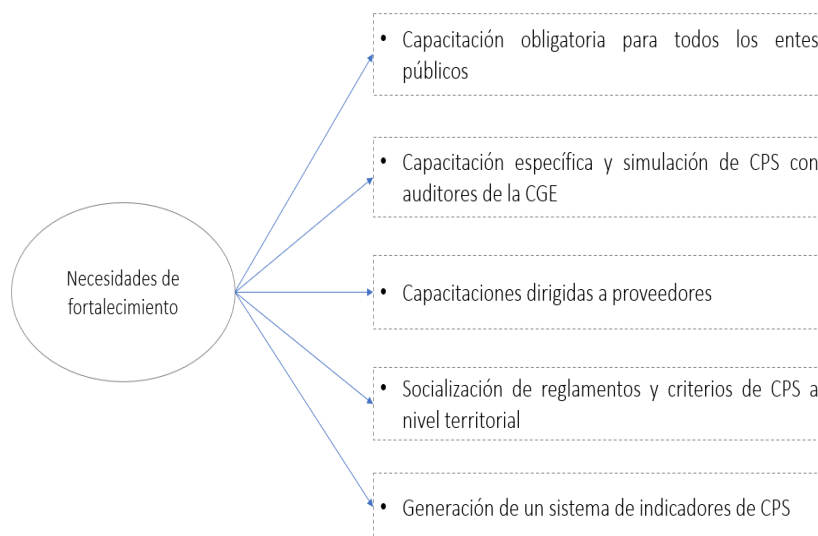 Necesidades de
fortalecimiento
• Capacitación obligatoria para todos los entes
públicos
• Capacitación específica y simulación de CPS con
auditores de la CGE
• Capacitaciones dirigidas a proveedores
• Socialización de reglamentos y criterios de CPS a
nivel territorial
• Generación de un sistema de indicadores de CPS